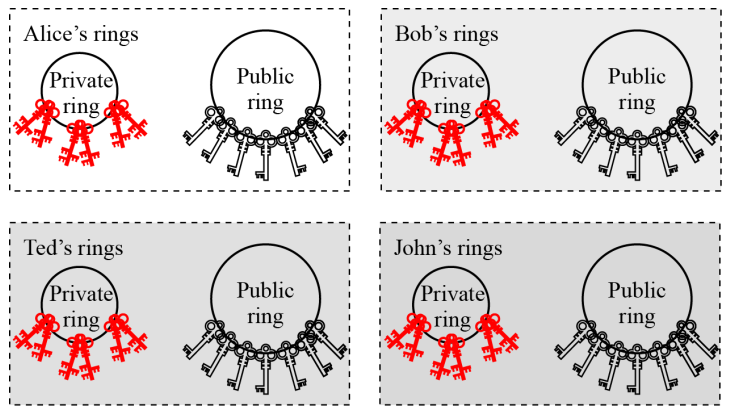 Alice’s rings
Private
ring
Public
ring
Bob’s rings
Private
ring
Public
ring
Ted’s rings
Private
ring
Public
ring
John’s rings
Private
ring
Public
ring